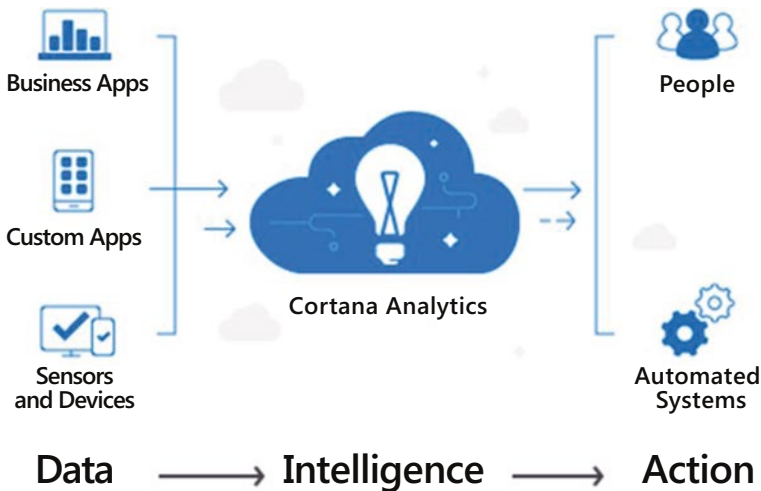 Business Apps
People
Custom Apps
Cortana Analytics
Sensors
and Devices
Automated
Systems
Data
Intelligence
Action